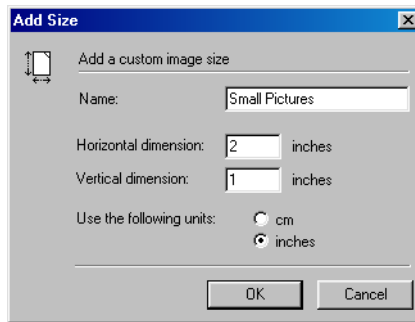 Add Size
Add a custom image size
Name: Small Pictures
Horizontal dimension: 2 inches
Vertical dimension: 1 inches
Use the following units: cm
inches
OK Cancel